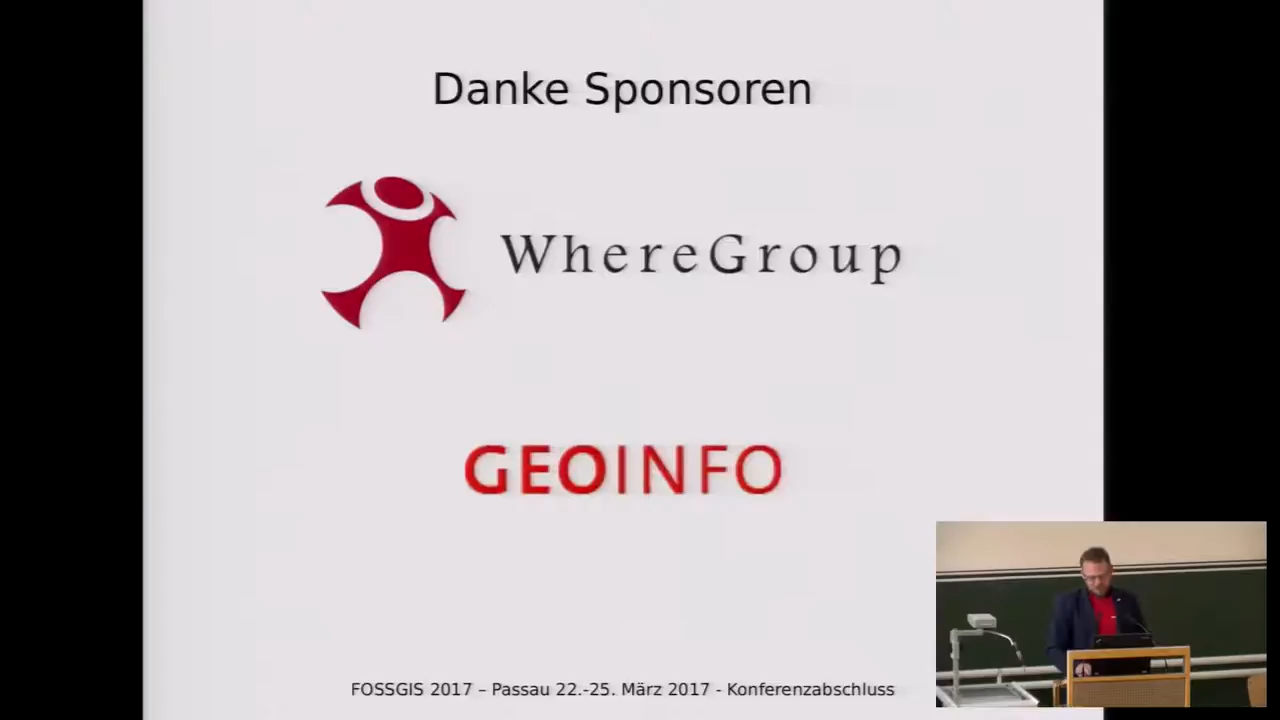 Danke Sponsoren
WhereGroup
GEOINFO
FOSSGIS 2017 – Passau 22.-25. März 2017 - Konferenzabschluss